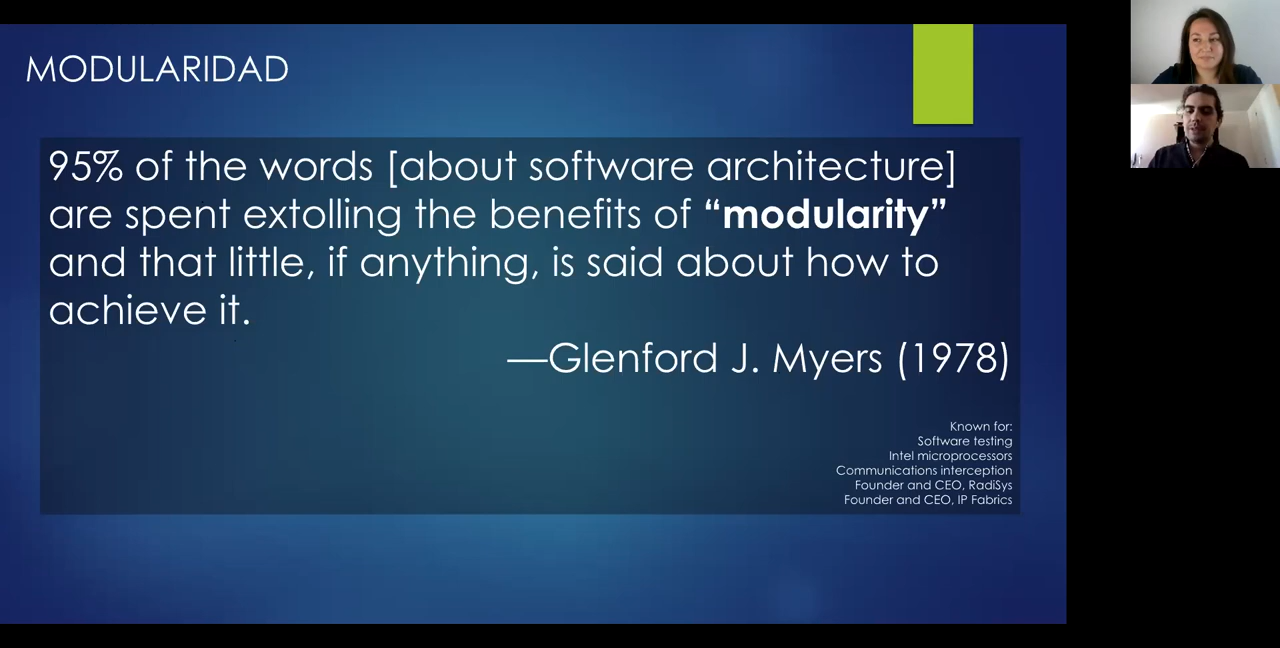 MODULARIDAD
95% of the words [about software architecture]
are spent extolling the benefits of “modularity”
and that little, if anything, is said about how to
achieve it.
—Glenford J. Myers (1978)
Known for:
Software testing
Intel microprocessors
Communications interception
Founder and CEO, RadiSys
Founder and CEO, IP Fabrics